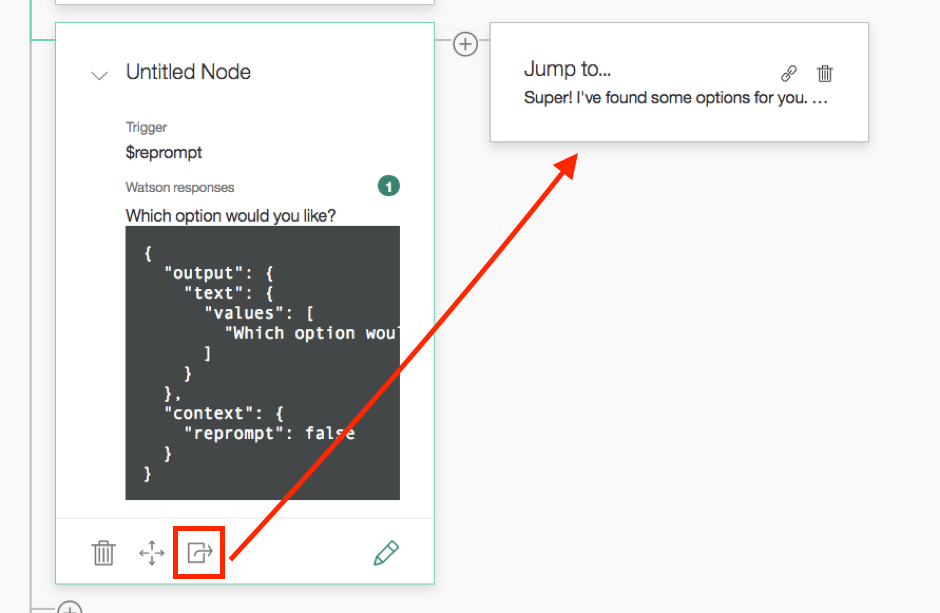 Untitled Node
Trigger
$reprompt
Watson responses
1
Which option would you like?
{
"output": {
"text": {
"values": [
"Which option
]
}
},
"context": {
"reprompt": false
}
}
Jump to...
Super! I've found some options for you. ...